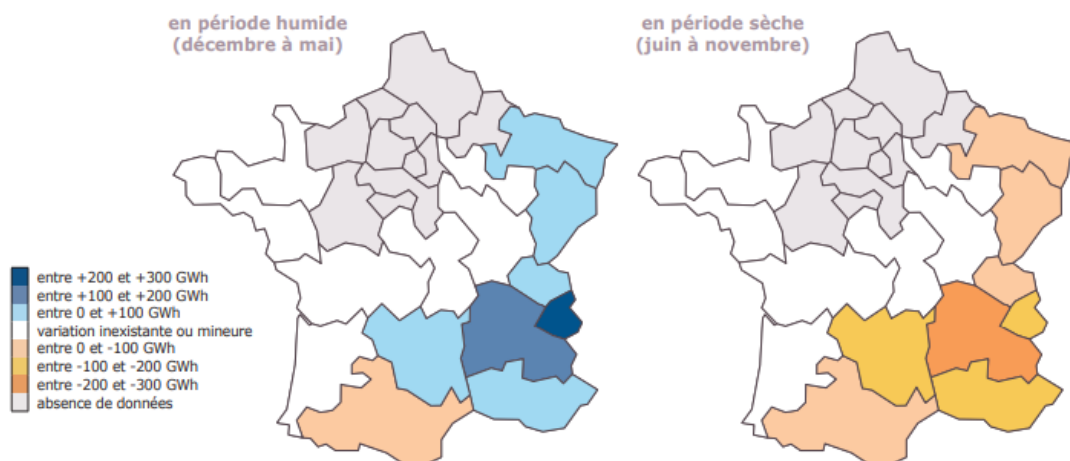 en période humide
(décembre à mai)
en période sèche
(juin à novembre)
entre +200 et +300 GWh
entre +100 et +200 GWh
entre 0 et +100 GWh
variation inexistante ou mineure
entre 0 et -100 GWh
entre -100 et -200 GWh
entre -200 et -300 GWh
absence de données